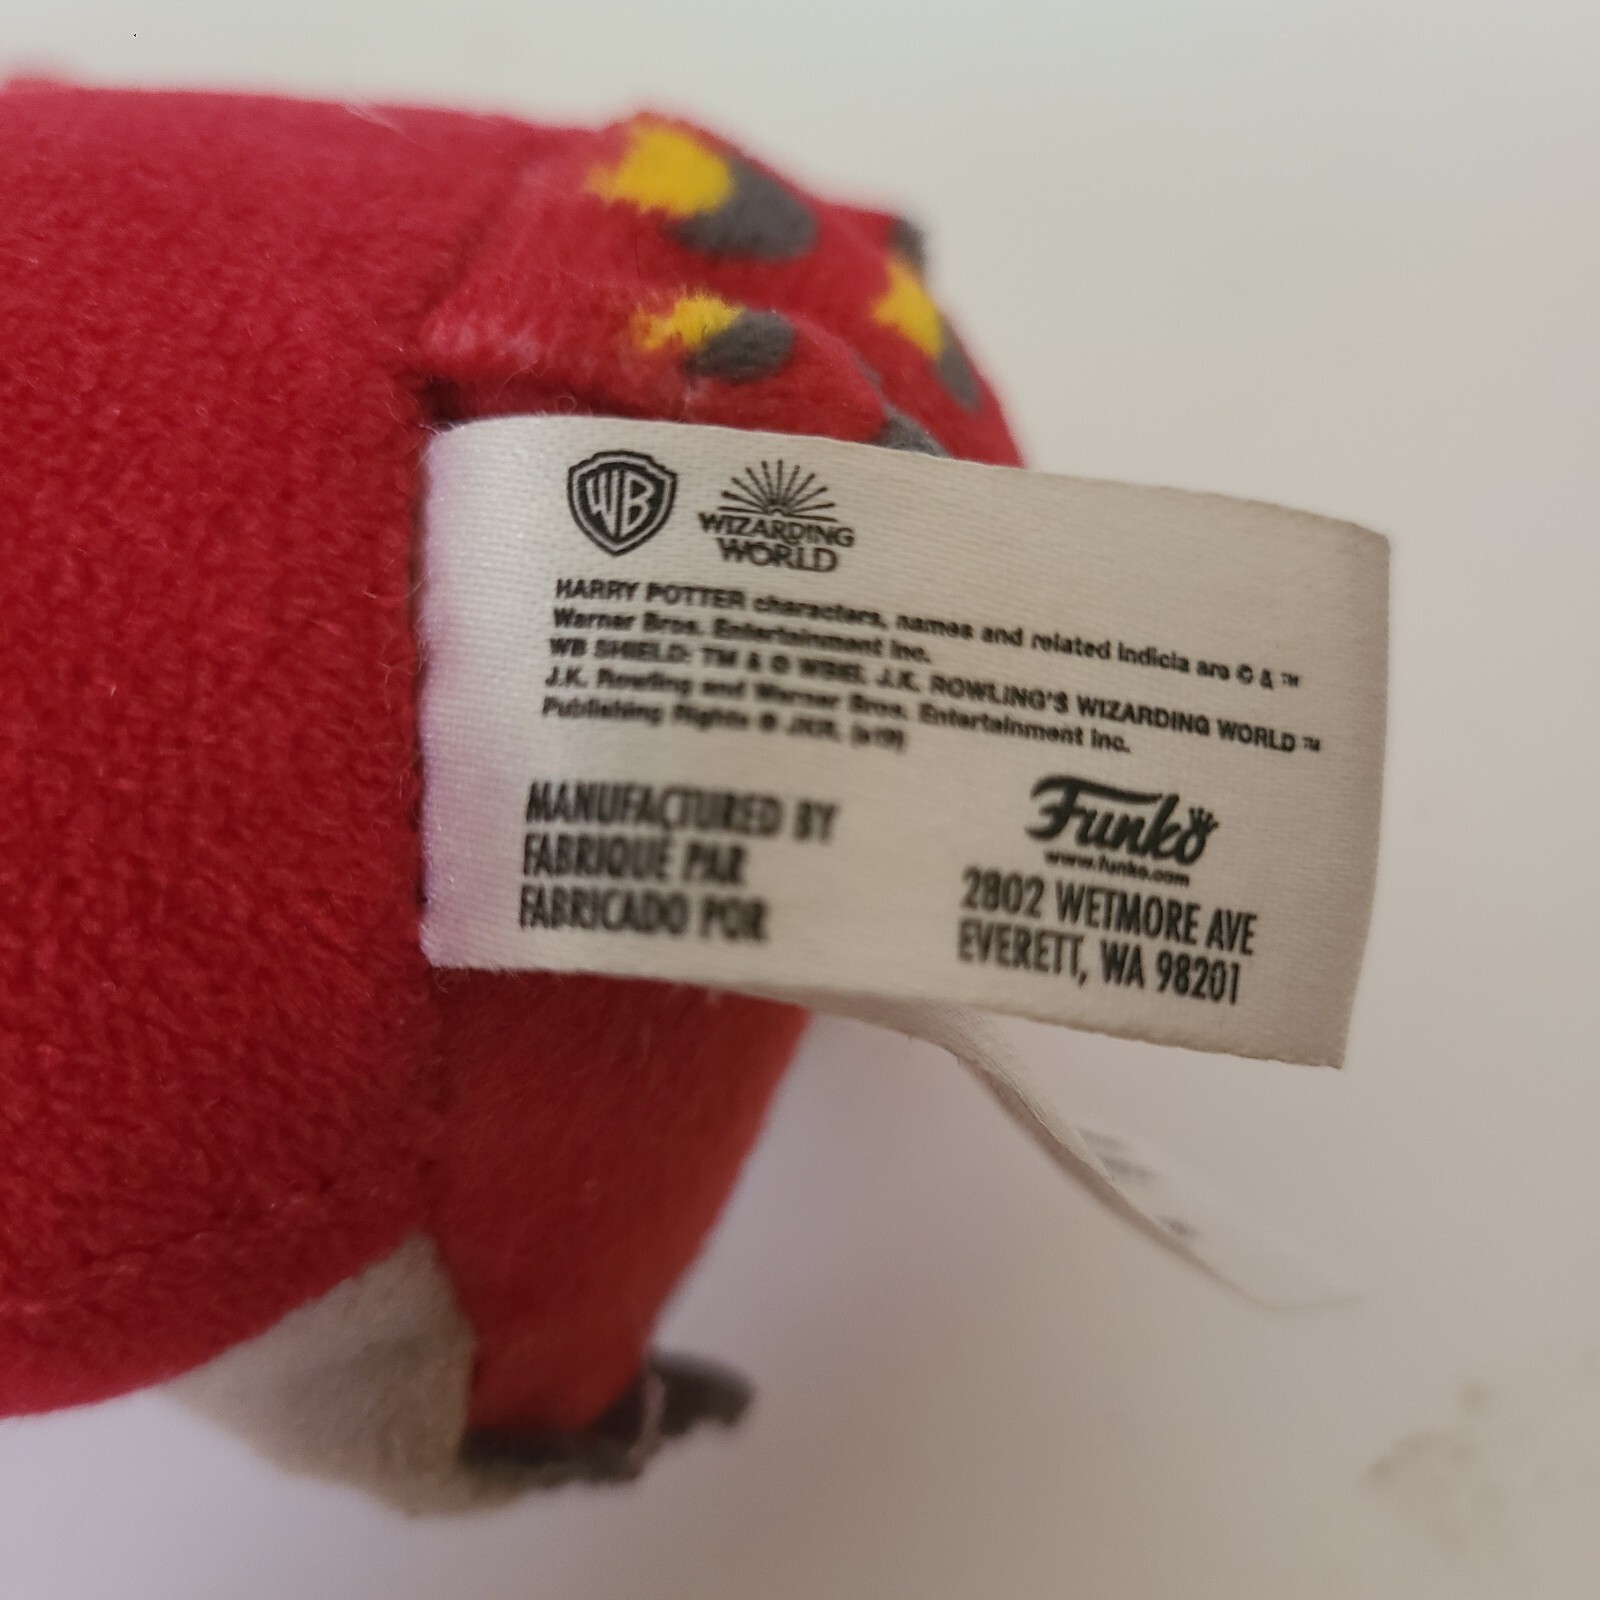 WB
WIZARDING
WORLD
HARRY POTTER characters, names and related indicia are © & ™
Warner Bros. Entertainment Inc.
WB SHIELD: TM & © WBEI. J.K. ROWLING'S WIZARDING WORLD ™
J.K. Rowling and Warner Bros. Entertainment Inc.
Publishing Rights © JKR. (s19)
MANUFACTURED BY
FABRIQUÉ PAR
FABRICADO POR
Funko
www.funko.com
2802 WETMORE AVE
EVERETT, WA 98201